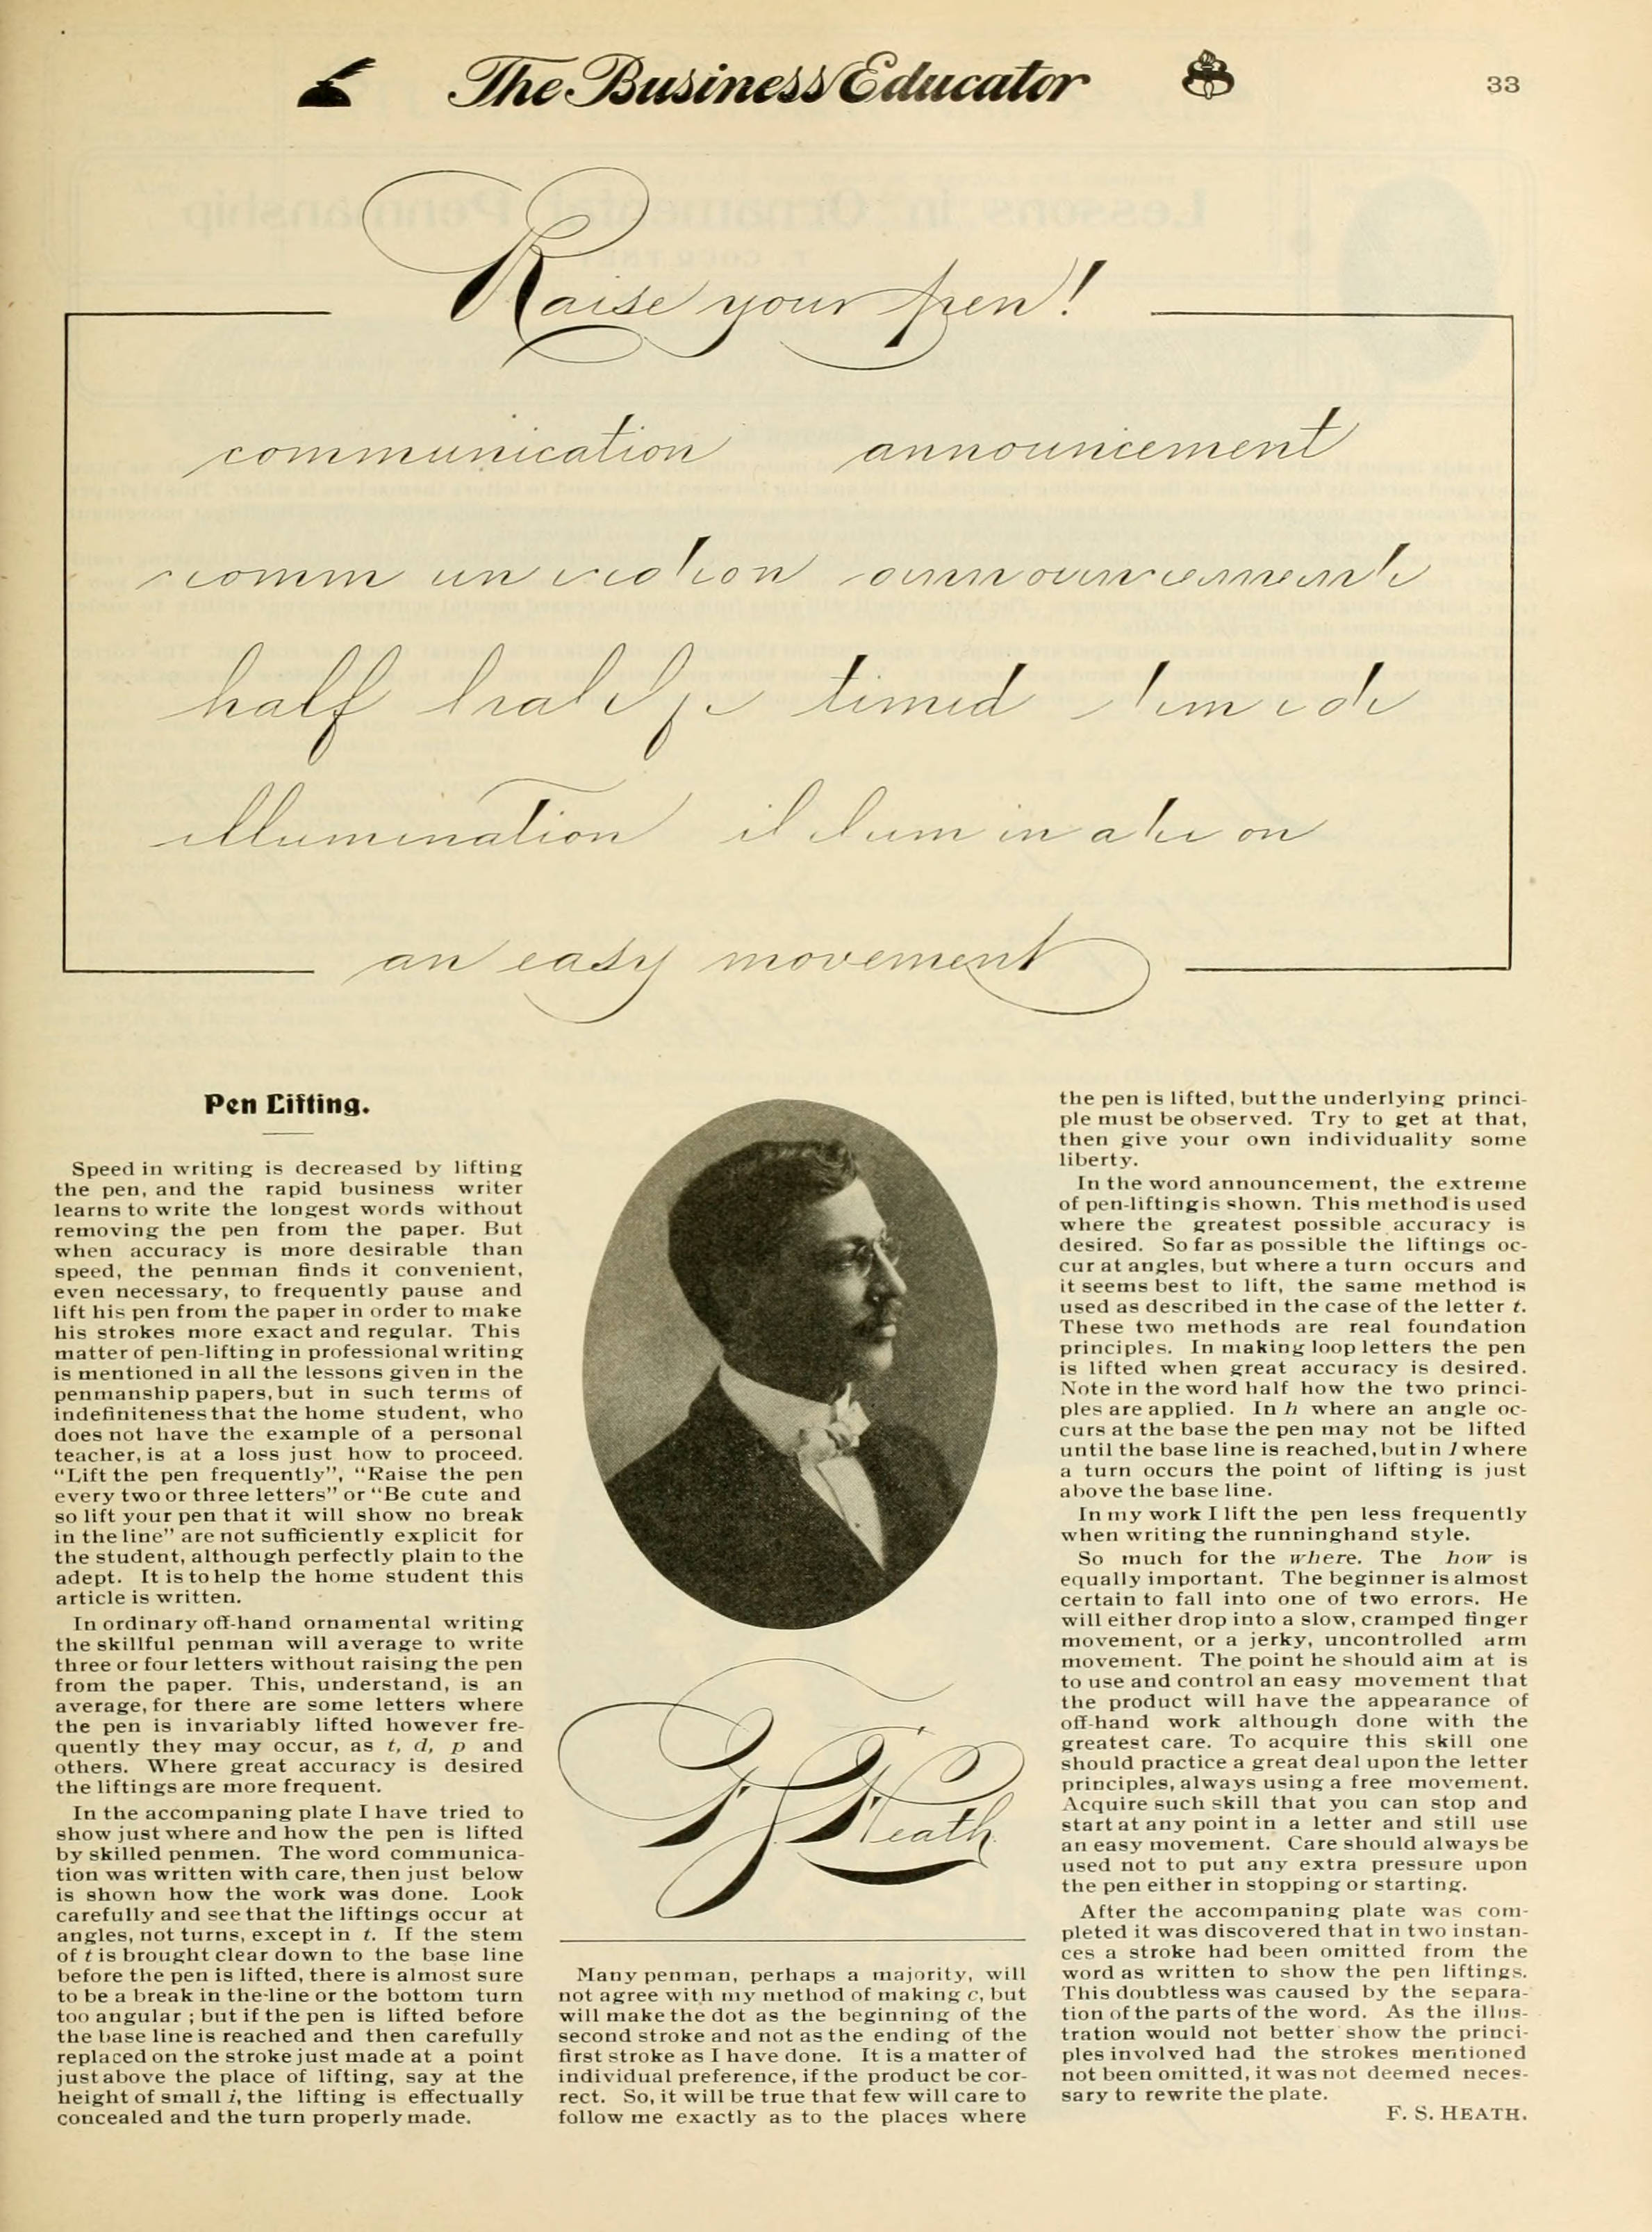 The Business Educator
33
Raise your pen!
communication announcement
comm un ication announcement
half half timid timid
illumination il lum in ati on
an easy movement
Pen Lifting.
Speed in writing is decreased by lifting
the pen, and the rapid business writer
learns to write the longest words without
removing the pen from the paper. But
when accuracy is more desirable than
speed, the penman finds it convenient,
even necessary, to frequently pause and
lift his pen from the paper in order to make
his strokes more exact and regular. This
matter of pen-lifting in professional writing
is mentioned in all the lessons given in the
penmanship papers, but in such terms of
indefiniteness that the home student, who
does not have the example of a personal
teacher, is at a loss just how to proceed.
"Lift the pen frequently", "Raise the pen
every two or three letters" or "Be cute and
so lift your pen that it will show no break
in the line" are not sufficiently explicit for
the student, although perfectly plain to the
adept. It is to help the home student this
article is written.
In ordinary off-hand ornamental writing
the skillful penman will average to write
three or four letters without raising the pen
from the paper. This, understand, is an
average, for there are some letters where
the pen is invariably lifted however fre-
quently they may occur, as t, d, p and
others. Where great accuracy is desired
the liftings are more frequent.
In the accompaning plate I have tried to
show just where and how the pen is lifted
by skilled penmen. The word communica-
tion was written with care, then just below
is shown how the work was done. Look
carefully and see that the liftings occur at
angles, not turns, except in t. If the stem
of t is brought clear down to the base line
before the pen is lifted, there is almost sure
to be a break in the-line or the bottom turn
too angular ; but if the pen is lifted before
the base line is reached and then carefully
replaced on the stroke just made at a point
just above the place of lifting, say at the
height of small i, the lifting is effectually
concealed and the turn properly made.
F. S. Heath
Many penman, perhaps a majority, will
not agree with my method of making c, but
will make the dot as the beginning of the
second stroke and not as the ending of the
first stroke as I have done. It is a matter of
individual preference, if the product be cor-
rect. So, it will be true that few will care to
follow me exactly as to the places where
the pen is lifted, but the underlying princi-
ple must be observed. Try to get at that,
then give your own individuality some
liberty.
In the word announcement, the extreme
of pen-lifting is shown. This method is used
where the greatest possible accuracy is
desired. So far as possible the liftings oc-
cur at angles, but where a turn occurs and
it seems best to lift, the same method is
used as described in the case of the letter t.
These two methods are real foundation
principles. In making loop letters the pen
is lifted when great accuracy is desired.
Note in the word half how the two princi-
ples are applied. In h where an angle oc-
curs at the base the pen may not be lifted
until the base line is reached, but in l where
a turn occurs the point of lifting is just
above the base line.
In my work I lift the pen less frequently
when writing the runninghand style.
So much for the where. The how is
equally important. The beginner is almost
certain to fall into one of two errors. He
will either drop into a slow, cramped finger
movement, or a jerky, uncontrolled arm
movement. The point he should aim at is
to use and control an easy movement that
the product will have the appearance of
off-hand work although done with the
greatest care. To acquire this skill one
should practice a great deal upon the letter
principles, always using a free movement.
Acquire such skill that you can stop and
start at any point in a letter and still use
an easy movement. Care should always be
used not to put any extra pressure upon
the pen either in stopping or starting.
After the accompaning plate was com-
pleted it was discovered that in two instan-
ces a stroke had been omitted from the
word as written to show the pen liftings.
This doubtless was caused by the separa-
tion of the parts of the word. As the illus-
tration would not better show the princi-
ples involved had the strokes mentioned
not been omitted, it was not deemed neces-
sary to rewrite the plate.
F. S. HEATH.